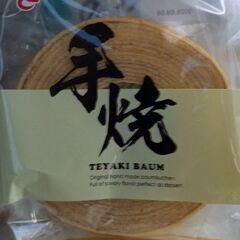 手焼
TEYAKI BAUM
Original hand made baumkuchen.
Full of savory flavor perfect as dessert.